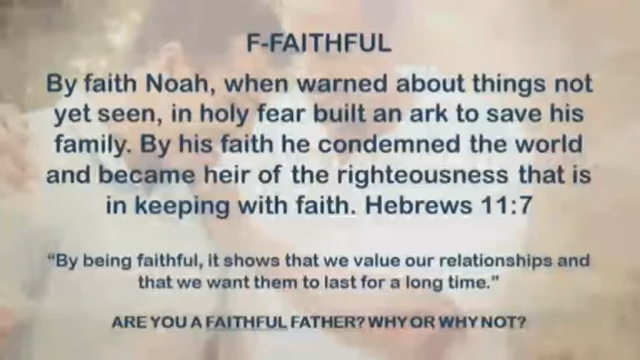 F-FAITHFUL
By faith Noah, when warned about things not
yet seen, in holy fear built an ark to save his
family. By his faith he condemned the world
and became heir of the righteousness that is
in keeping with faith. Hebrews 11:7
“By being faithful, it shows that we value our relationships and
that we want them to last for a long time.”
ARE YOU A FAITHFUL FATHER? WHY OR WHY NOT?